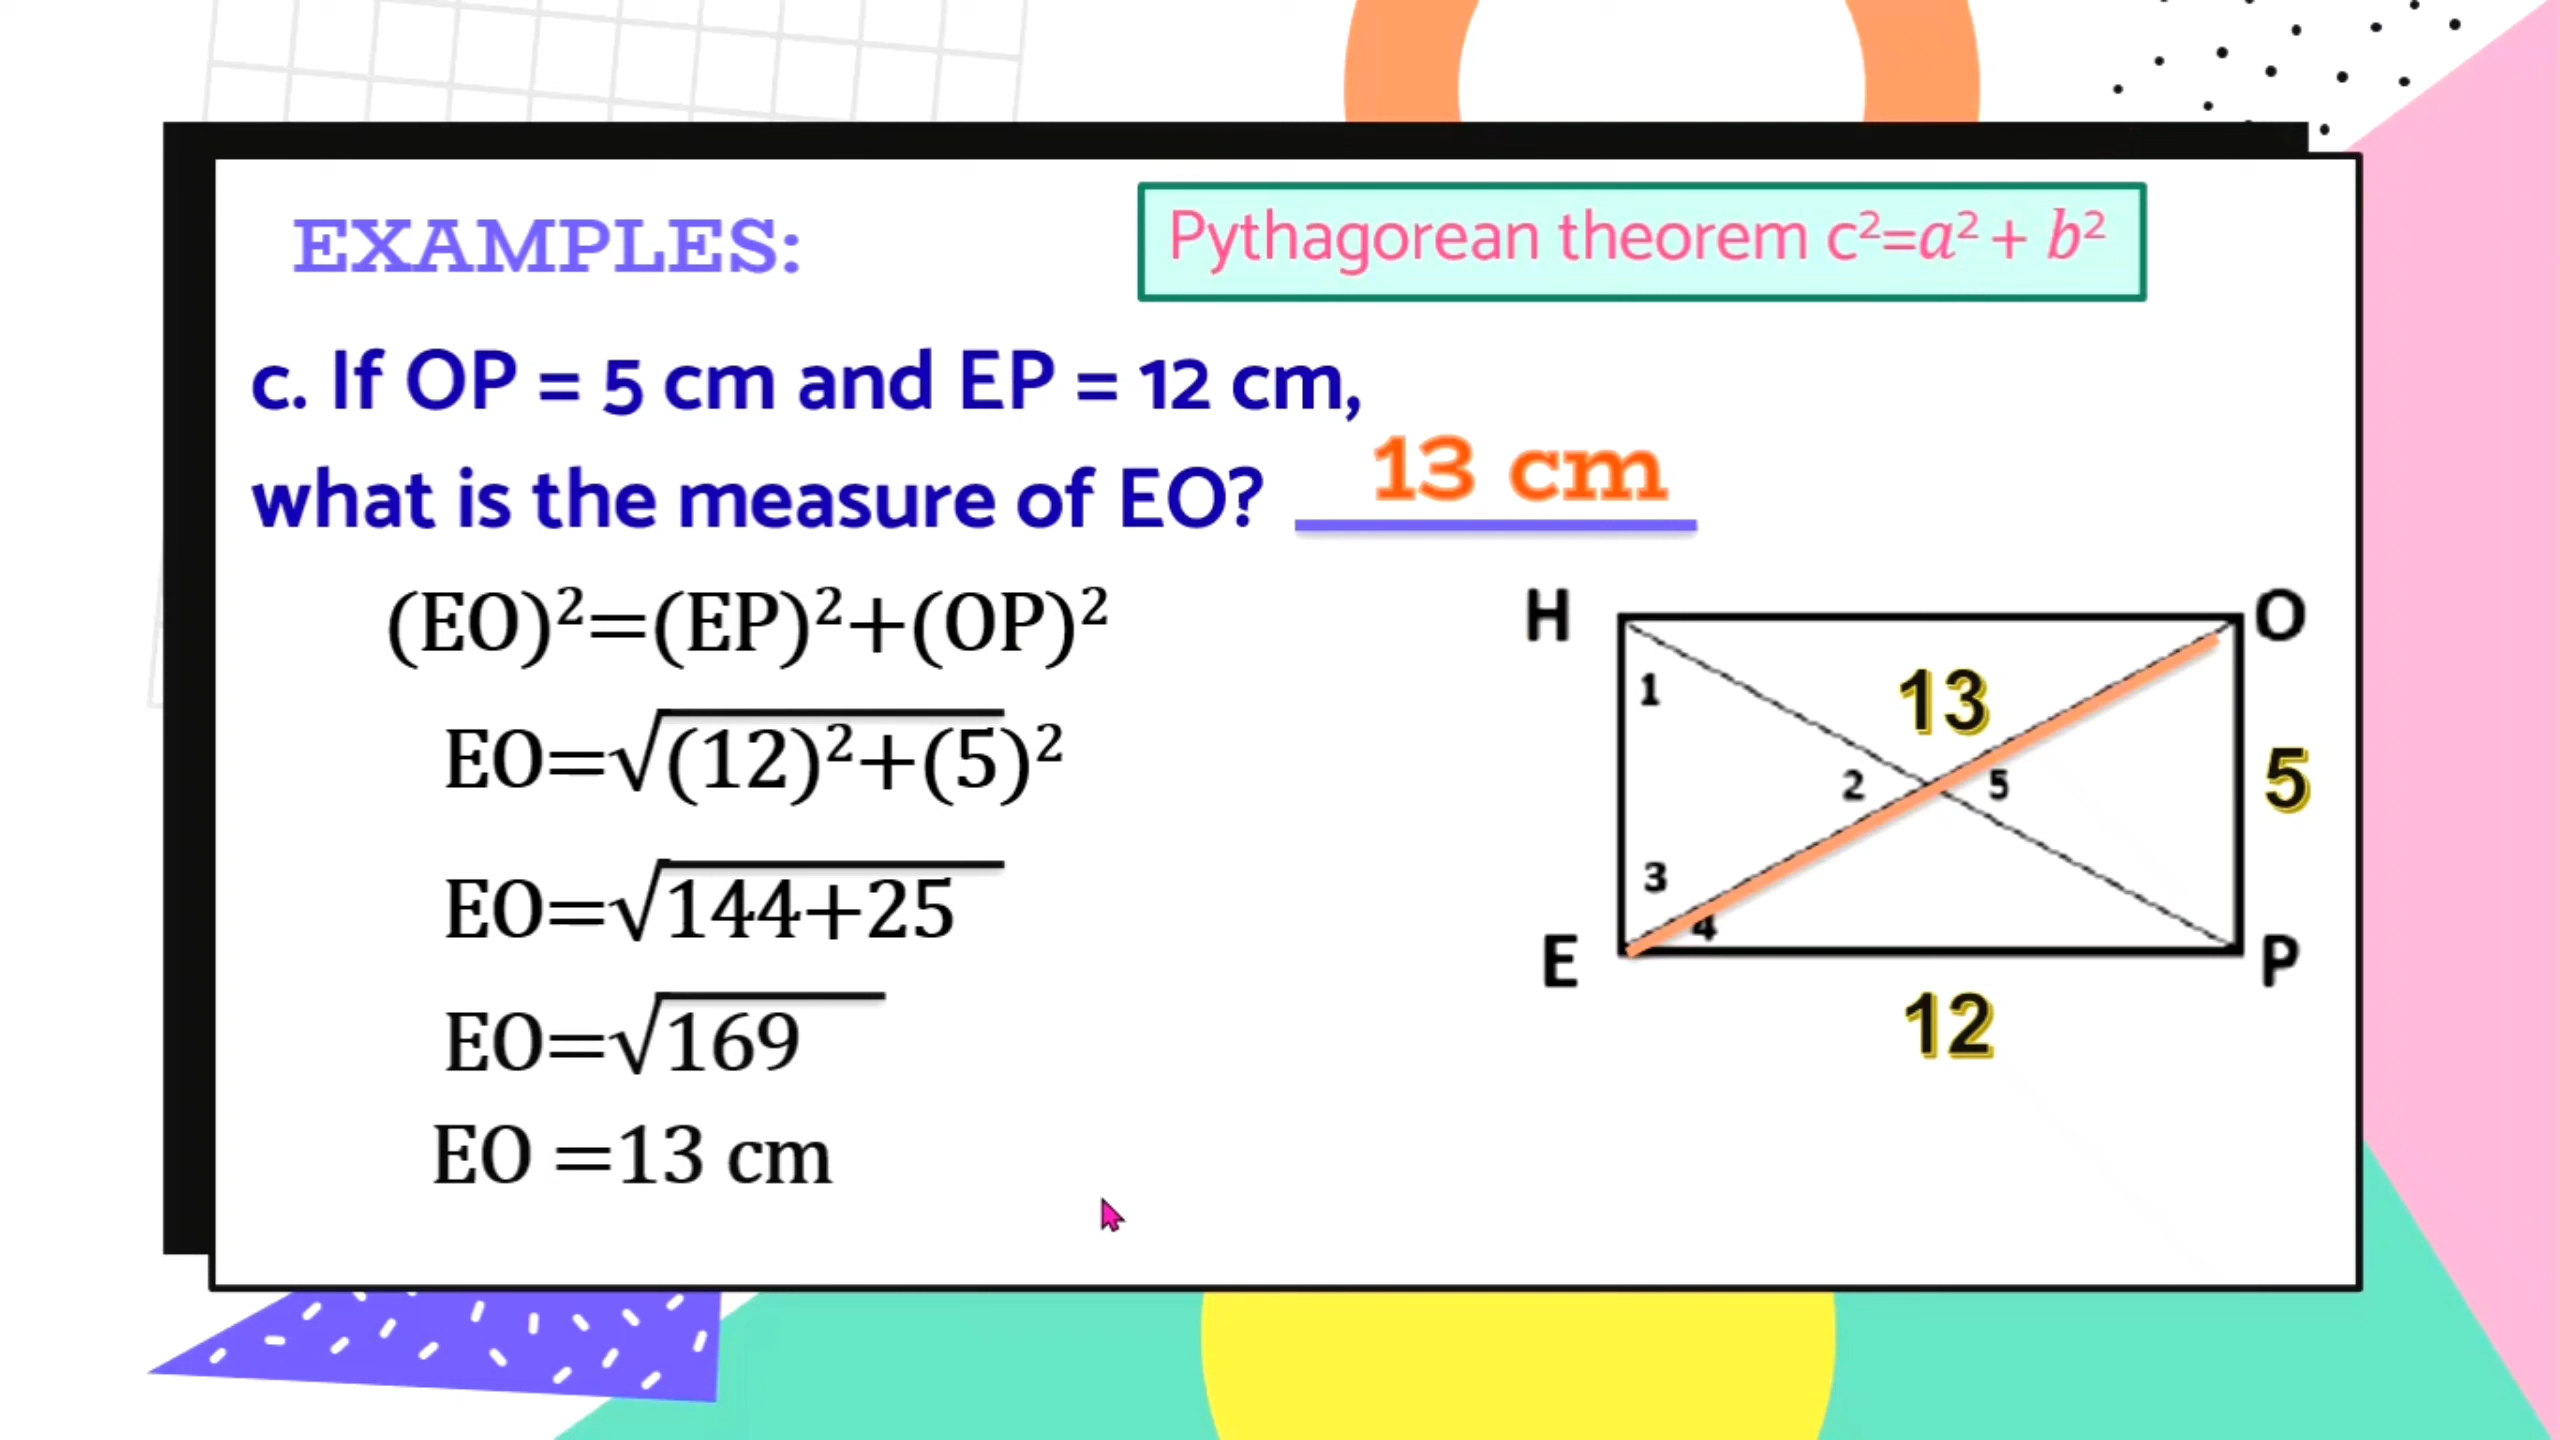 EXAMPLES:
Pythagorean theorem c²=a² + b²
c. If OP = 5 cm and EP = 12 cm,
what is the measure of EO? 13 cm
(EO)²=(EP)²+(OP)²
EO=√(12)²+(5)²
EO=√144+25
EO=√169
EO =13 cm
H
O
1
13
2
5
5
3
4
E
P
12